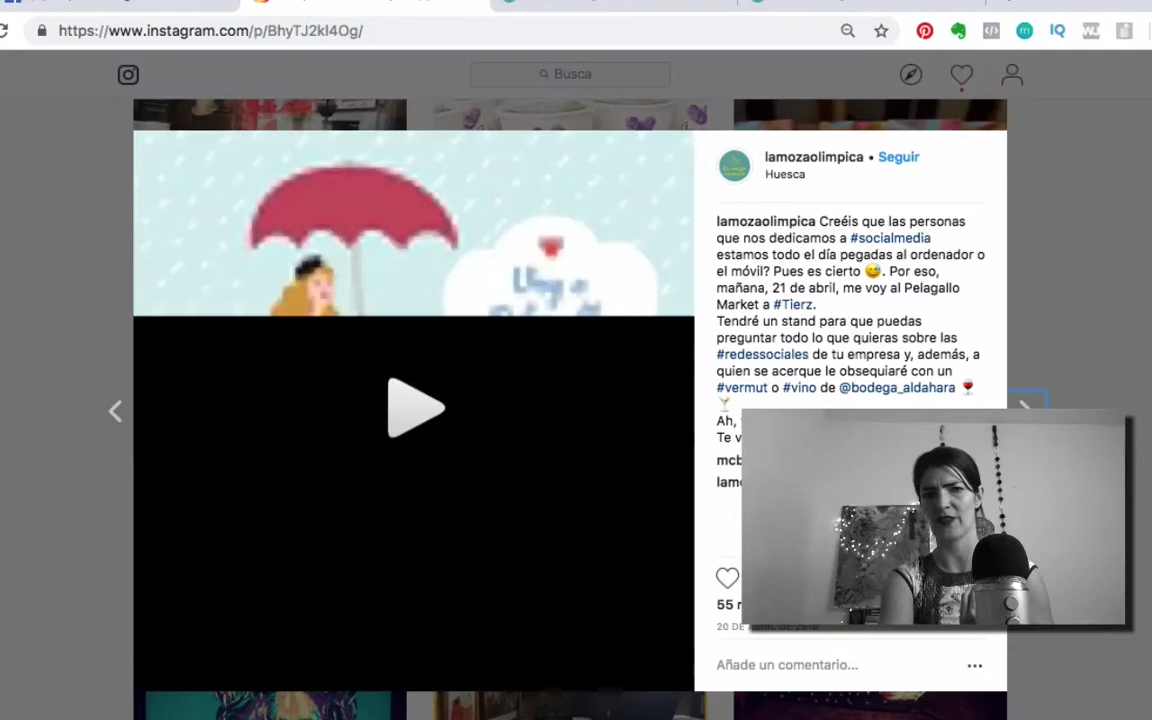 https://www.instagram.com/p/BhyTJ2kl4Og/
IQ
Busca
lamozaolimpica • Seguir
Huesca
lamozaolimpica Creéis que las personas
que nos dedicamos a #socialmedia
estamos todo el día pegadas al ordenador o
el móvil? Pues es cierto 😅. Por eso,
mañana, 21 de abril, me voy al Pelagallo
Market a #Tierz.
Tendré un stand para que puedas
preguntar todo lo que quieras sobre las
#redessociales de tu empresa y, además, a
quien se acerque le obsequiaré con un
#vermut o #vino de @bodega_aldahara 🍷
🍸
Ah,
Te v
mcb
lam
55
20 DE ABRIL DE 2018
Añade un comentario...